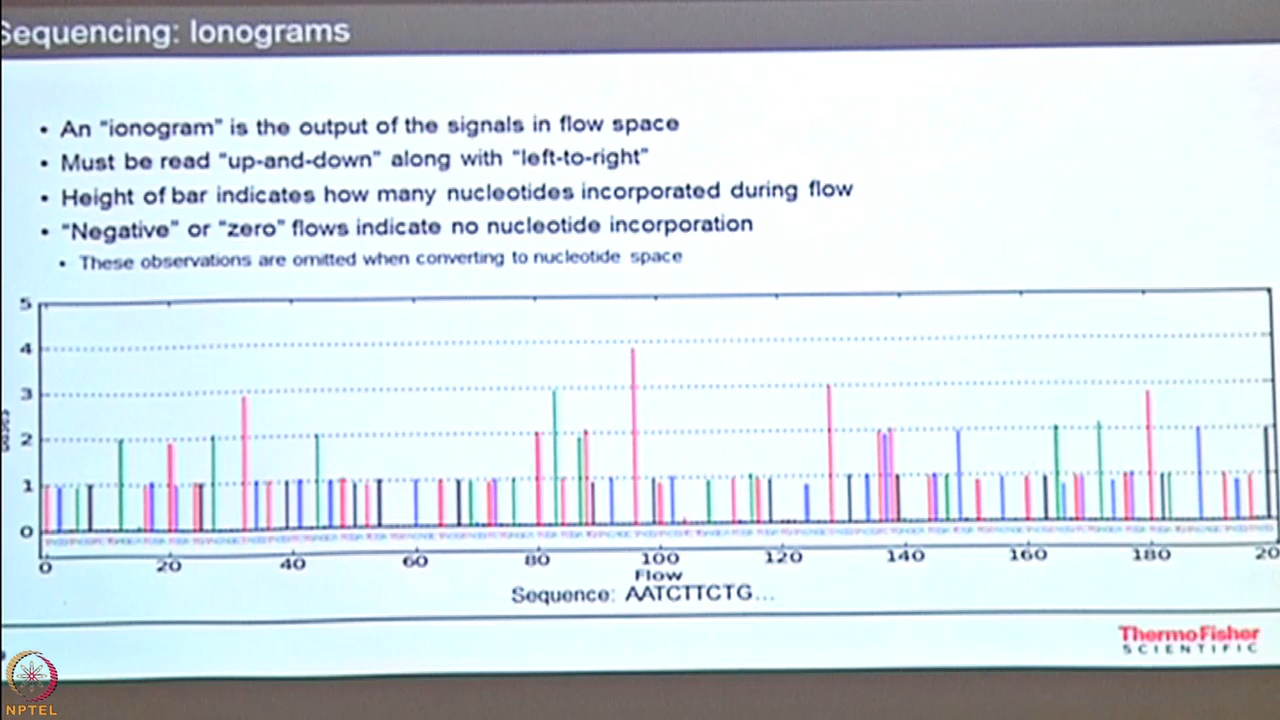 Sequencing: Ionograms
• An "ionogram" is the output of the signals in flow space
• Must be read "up-and-down" along with "left-to-right"
• Height of bar indicates how many nucleotides incorporated during flow
• "Negative" or "zero" flows indicate no nucleotide incorporation
• These observations are omitted when converting to nucleotide space
5
4
3
2
1
0
0 20 40 60 80 100 120 140 160 180 20
Flow
Sequence: AATCTTCTG...
ThermoFisher
SCIENTIFIC
NPTEL